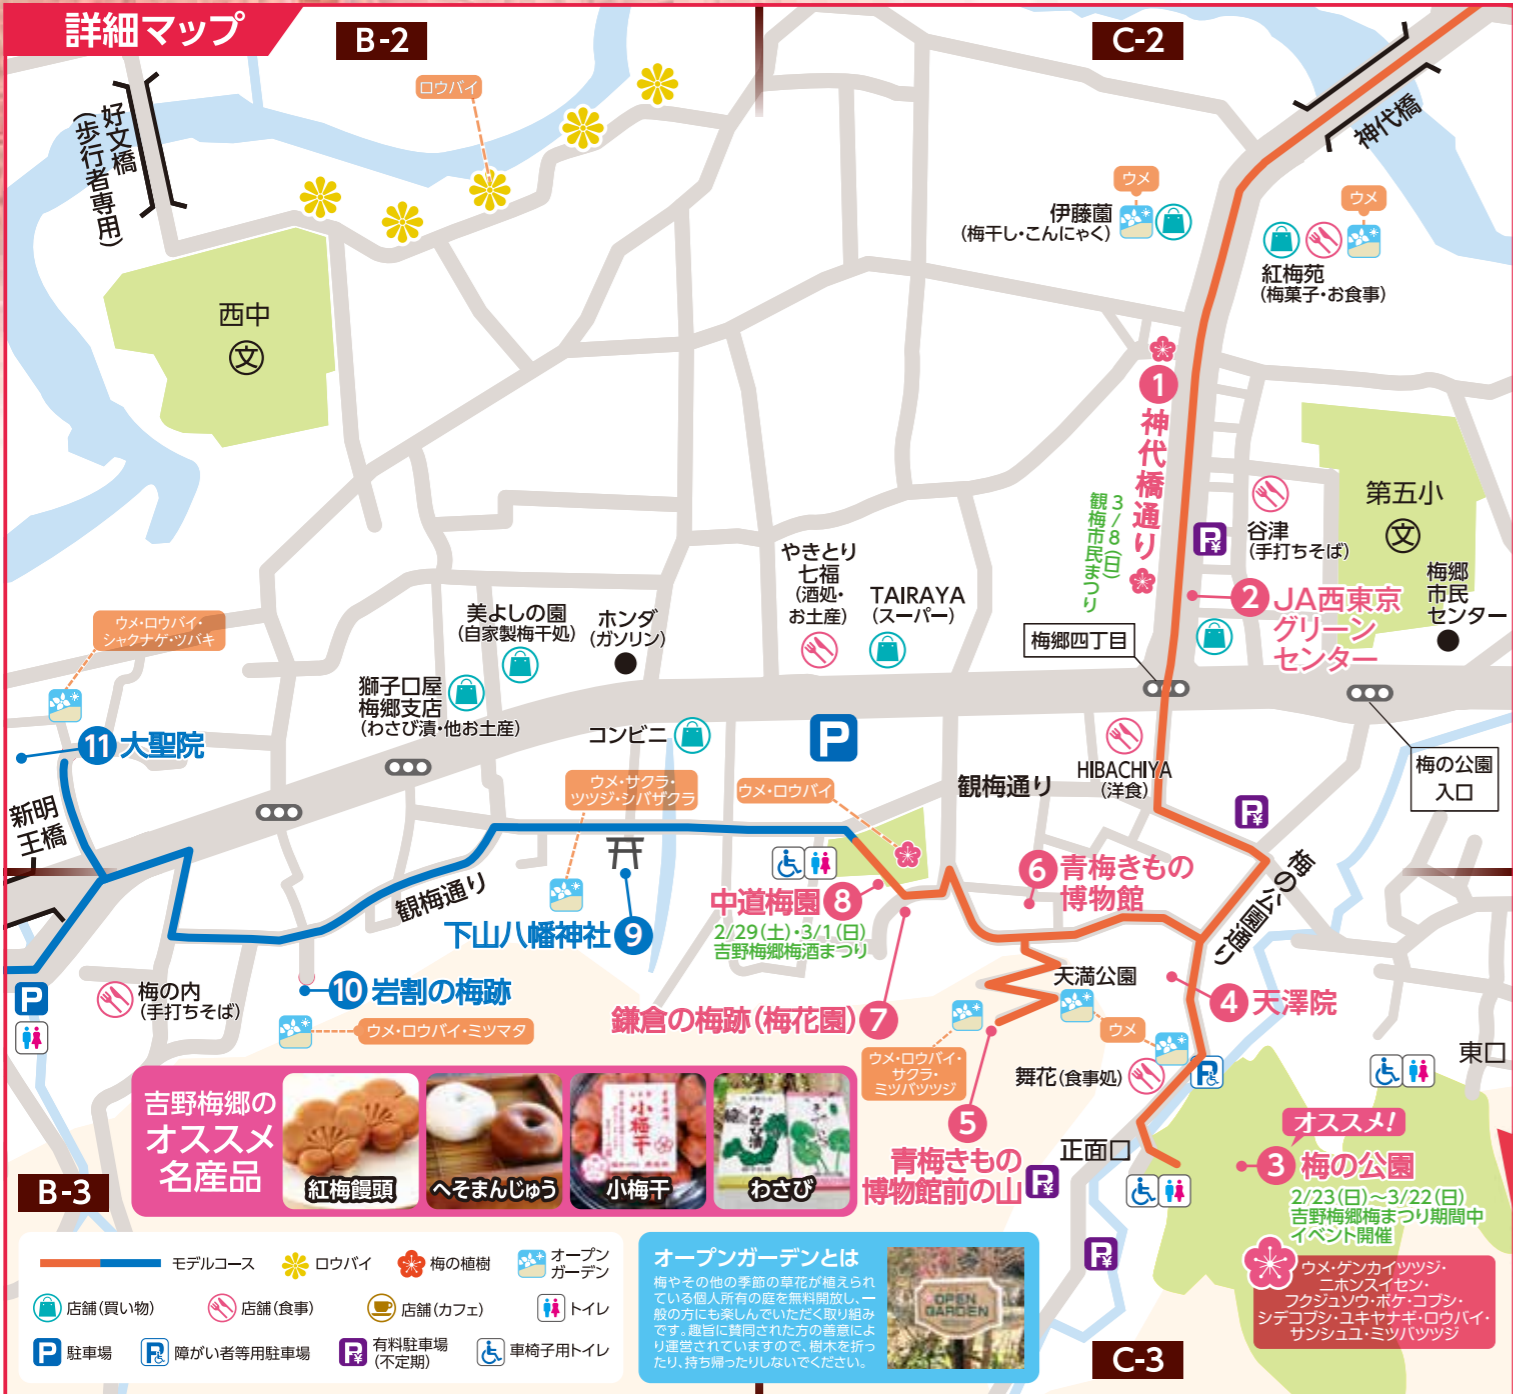 詳細マップ
B-2
C-2
好文橋
(歩行者専用)
ロウバイ
神代橋
ウメ
伊藤園
(梅干し・こんにゃく)
ウメ
紅梅苑
(梅菓子・お食事)
西中
文
1
神代橋通り
3/8(日)
観梅市民まつり
谷津
(手打ちそば)
第五小
文
梅郷
市民
センター
2 JA西東京
グリーン
センター
やきとり
七福
(酒処・
お土産)
TAIRAYA
(スーパー)
梅郷四丁目
美よしの園
(自家製梅干処)
ホンダ
(ガソリン)
ウメ・ロウバイ・
シャクナゲ・ツバキ
獅子口屋
梅郷支店
(わさび漬・他お土産)
コンビニ
P
11 大聖院
新明
王橋
ウメ・サクラ・
ツツジ・シバザクラ
ウメ・ロウバイ
観梅通り
HIBACHIYA
(洋食)
梅の公園
入口
観梅通り
下山八幡神社 9
中道梅園 8
2/29(土)・3/1(日)
吉野梅郷梅酒まつり
6 青梅きもの
博物館
梅の公園通り
P
梅の内
(手打ちそば)
10 岩割の梅跡
ウメ・ロウバイ・ミツマタ
鎌倉の梅跡(梅花園) 7
天満公園
ウメ
4 天澤院
ウメ・ロウバイ・
サクラ・
ミツバツツジ
舞花(食事処)
東口
5
青梅きもの
博物館前の山
正面口
オススメ!
3 梅の公園
2/23(日)～3/22(日)
吉野梅郷梅まつり期間中
イベント開催
ウメ・ゲンカイツツジ・
ニホンスイセン・
フクジュソウ・ボケ・コブシ・
シデコブシ・ユキヤナギ・ロウバイ・
サンシュユ・ミツバツツジ
吉野梅郷の
オススメ
名産品
紅梅饅頭
へそまんじゅう
小梅干
わさび
B-3
モデルコース
ロウバイ
梅の植樹
オープン
ガーデン
店舗(買い物)
店舗(食事)
店舗(カフェ)
トイレ
P 駐車場
障がい者等用駐車場
有料駐車場
(不定期)
車椅子用トイレ
オープンガーデンとは
梅やその他の季節の草花が植えられ
ている個人所有の庭を無料開放し、一
般の方にも楽しんでいただく取り組み
です。趣旨に賛同された方の善意によ
り運営されていますので、樹木を折っ
たり、持ち帰ったりしないでください。
OPEN
GARDEN
C-3